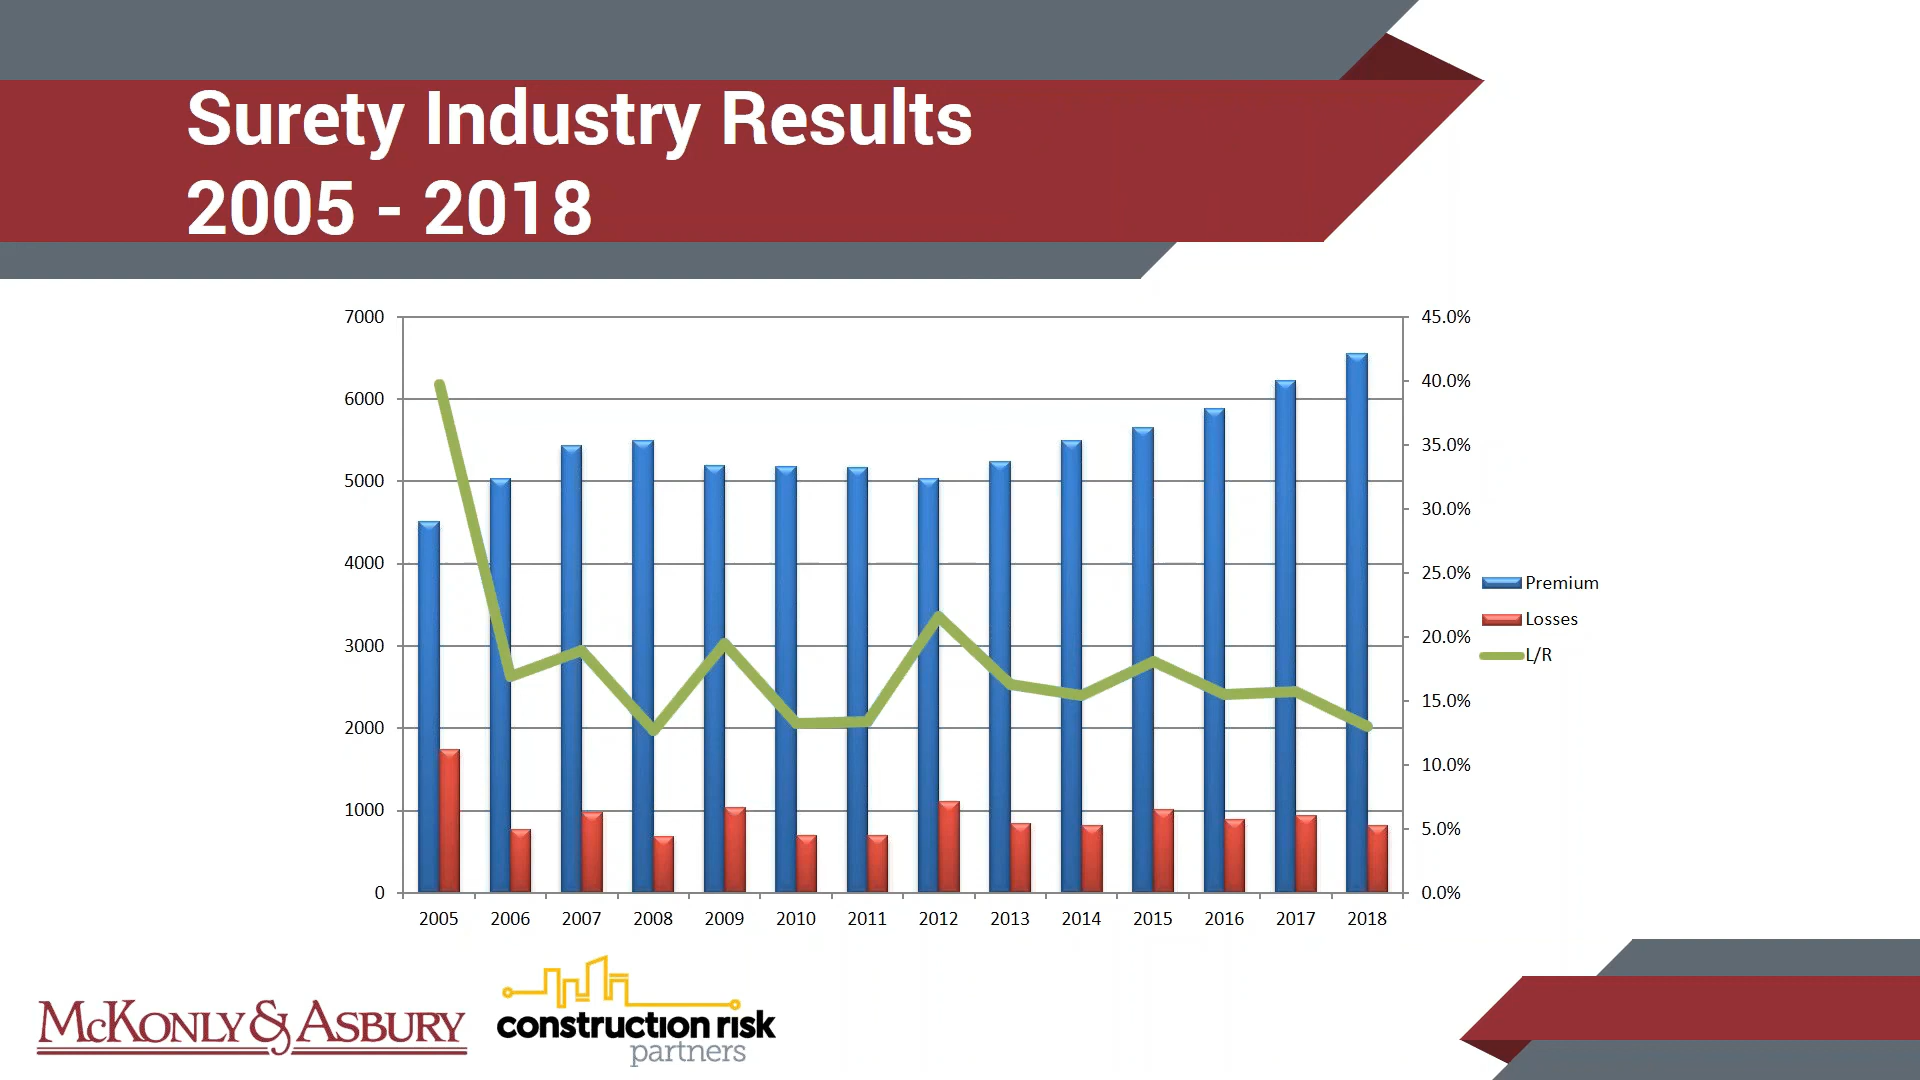 Surety Industry Results
2005 - 2018
7000
6000
5000
4000
3000
2000
1000
0
45.0%
40.0%
35.0%
30.0%
25.0%
20.0%
15.0%
10.0%
5.0%
0.0%
Premium
Losses
L/R
2005 2006 2007 2008 2009 2010 2011 2012 2013 2014 2015 2016 2017 2018
McKonly & Asbury
construction risk
partners